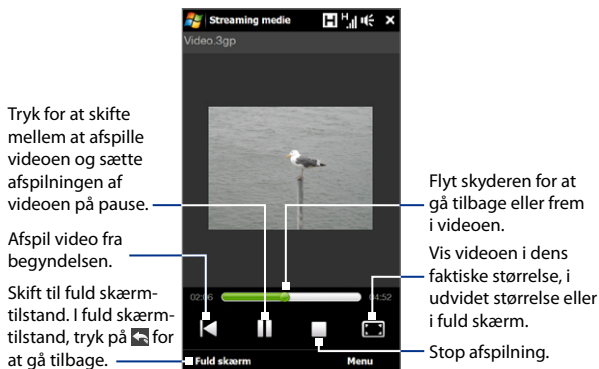 Streaming medie
Video.3gp
Tryk for at skifte
mellem at afspille
videoen og sætte
afspilningen af
videoen på pause.
Afspil video fra
begyndelsen.
Skift til fuld skærm-
tilstand. I fuld skærm-
tilstand, tryk på for
at gå tilbage.
Flyt skyderen for at
gå tilbage eller frem
i videoen.
Vis videoen i dens
faktiske størrelse, i
udvidet størrelse eller
i fuld skærm.
Stop afspilning.
02:06
04:52
Fuld skærm
Menu